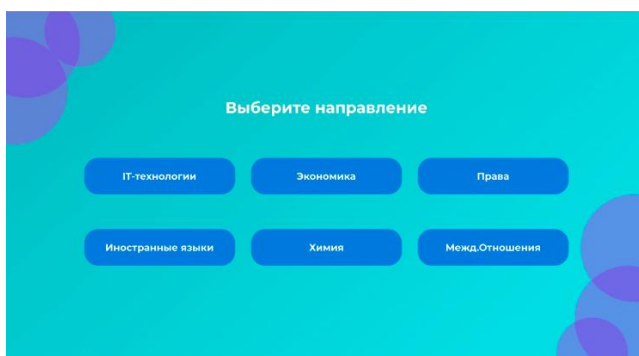 Выберите направление
IT-технологии
Экономика
Права
Иностранные языки
Химия
Межд.Отношения